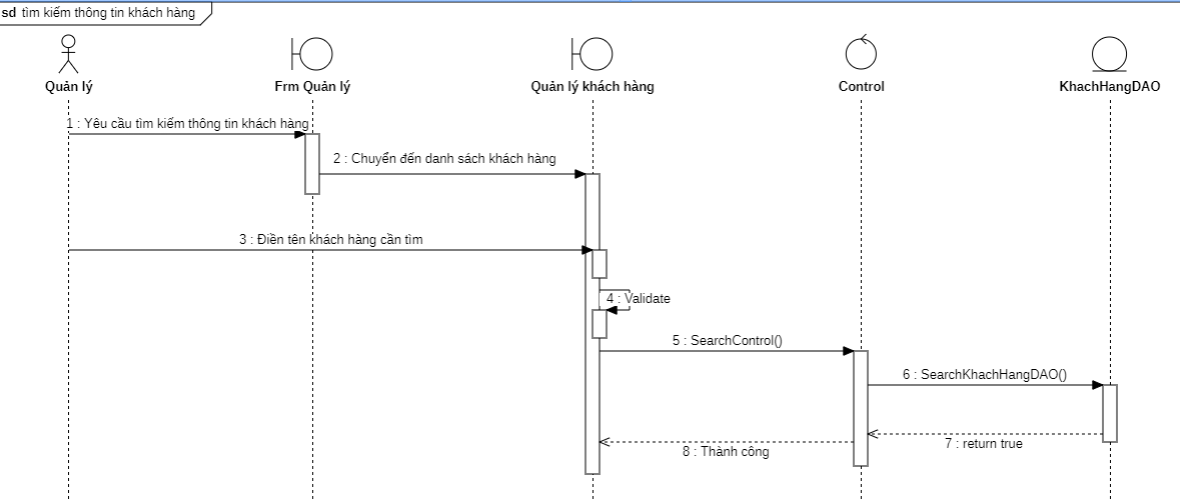 sd tìm kiếm thông tin khách hàng
Quản lý
Frm Quản lý
Quản lý khách hàng
Control
KhachHangDAO
1 : Yêu cầu tìm kiếm thông tin khách hàng
2 : Chuyển đến danh sách khách hàng
3 : Điền tên khách hàng cần tìm
4 : Validate
5 : SearchControl()
6 : SearchKhachHangDAO()
7 : return true
8 : Thành công